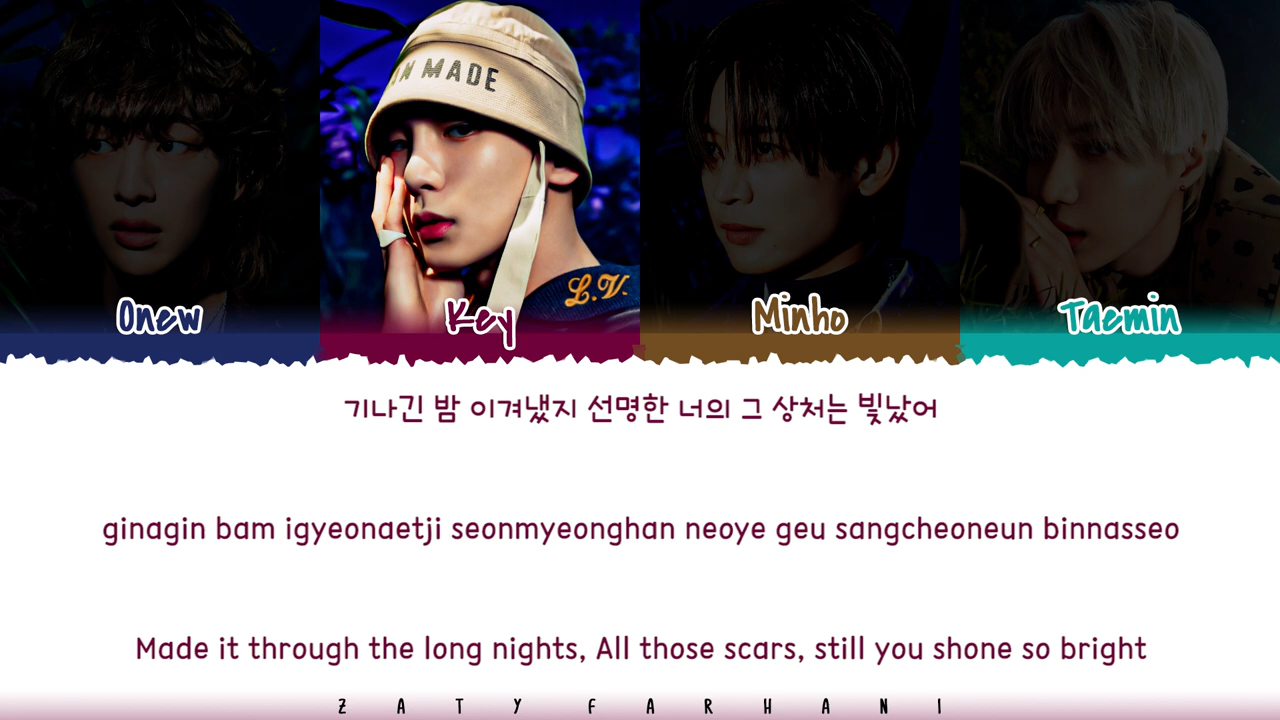 N MADE
L.V.
Onew Key Minho Taemin
기나긴 밤 이겨냈지 선명한 너의 그 상처는 빛났어
ginagin bam igyeonaetji seonmyeonghan neoye geu sangcheoneun binnasseo
Made it through the long nights, All those scars, still you shone so bright
ZATY FARHANI